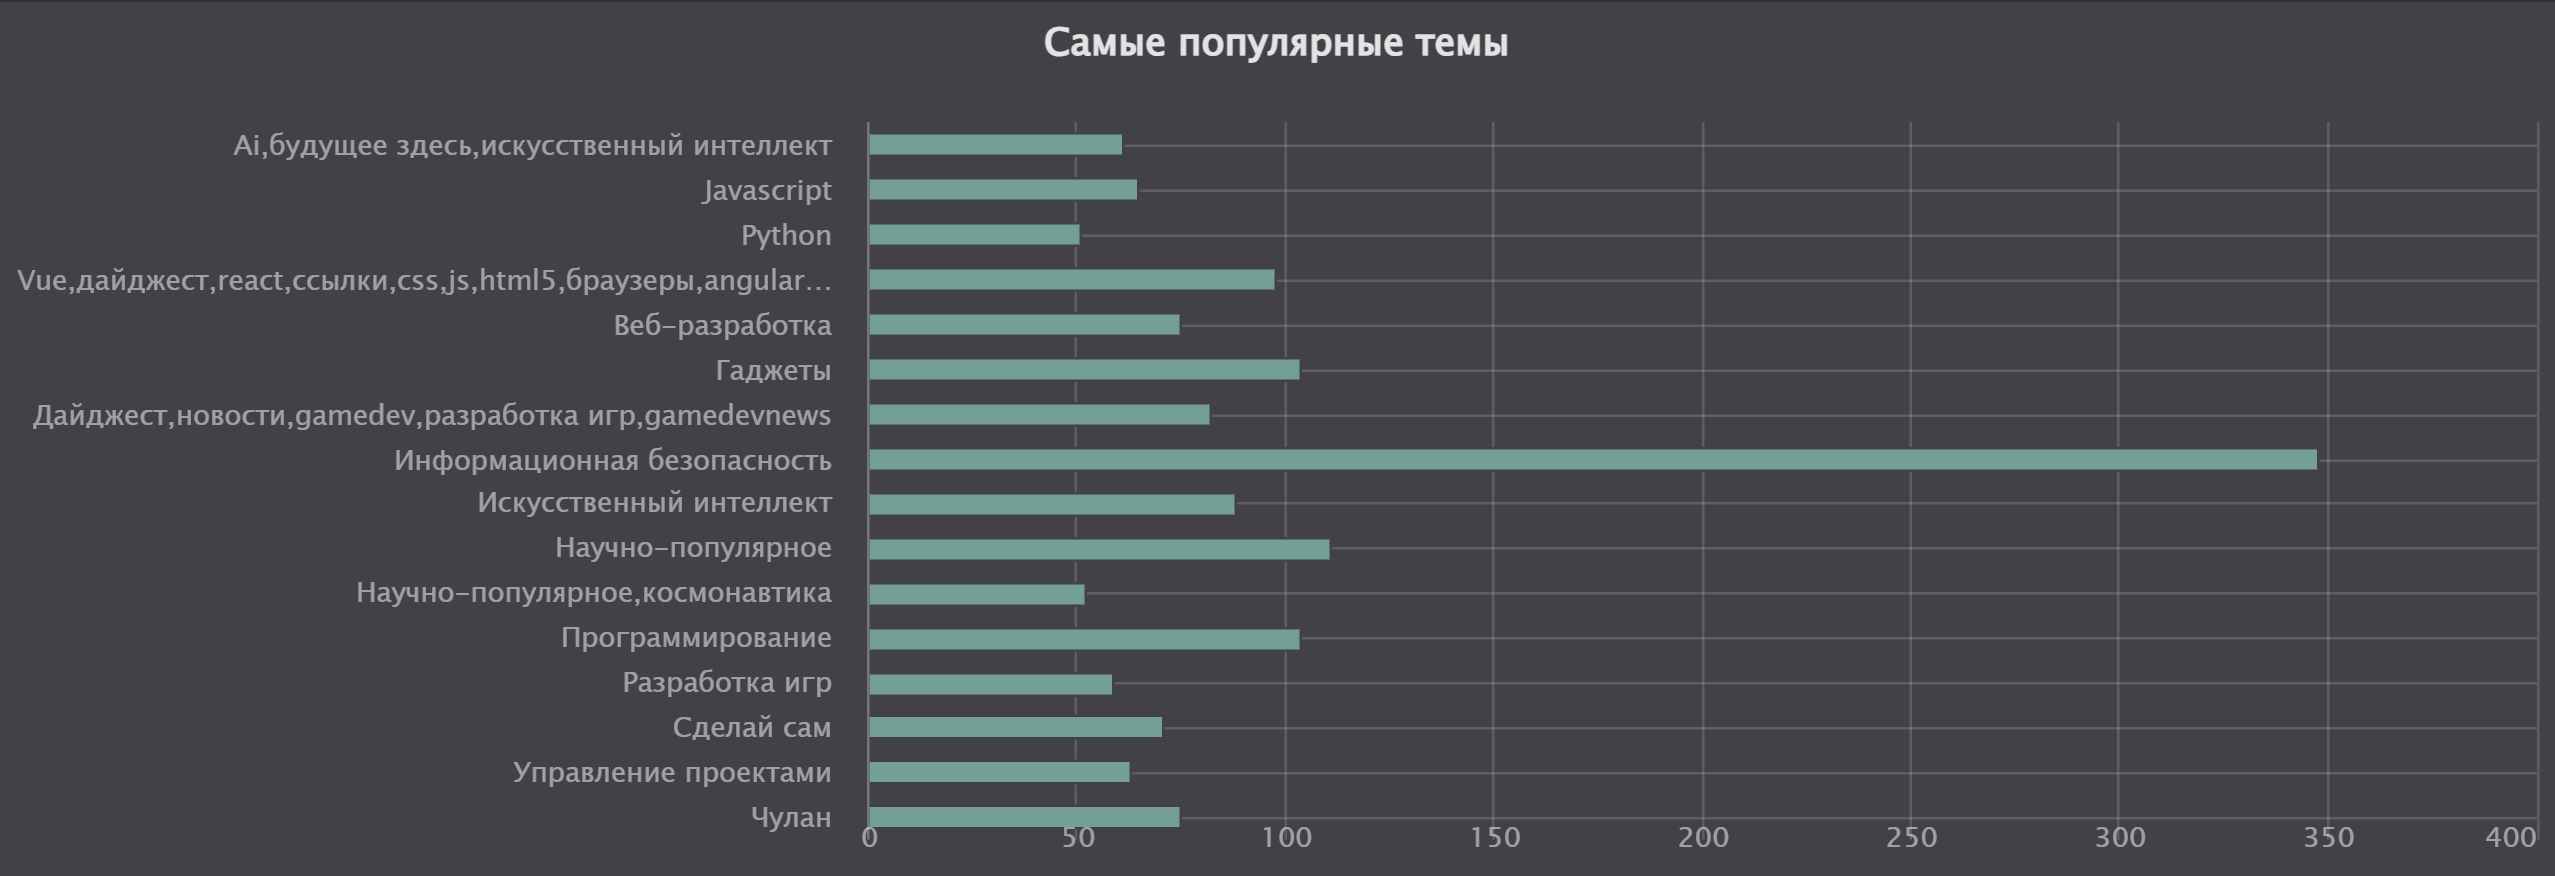 Самые популярные темы
Ai,будущее здесь,искусственный интеллект
Javascript
Python
Vue,дайджест,react,ссылки,css,js,html5,браузеры,angular...
Веб-разработка
Гаджеты
Дайджест,новости,gamedev,разработка игр,gamedevnews
Информационная безопасность
Искусственный интеллект
Научно-популярное
Научно-популярное,космонавтика
Программирование
Разработка игр
Сделай сам
Управление проектами
Чулан
0 50 100 150 200 250 300 350 400